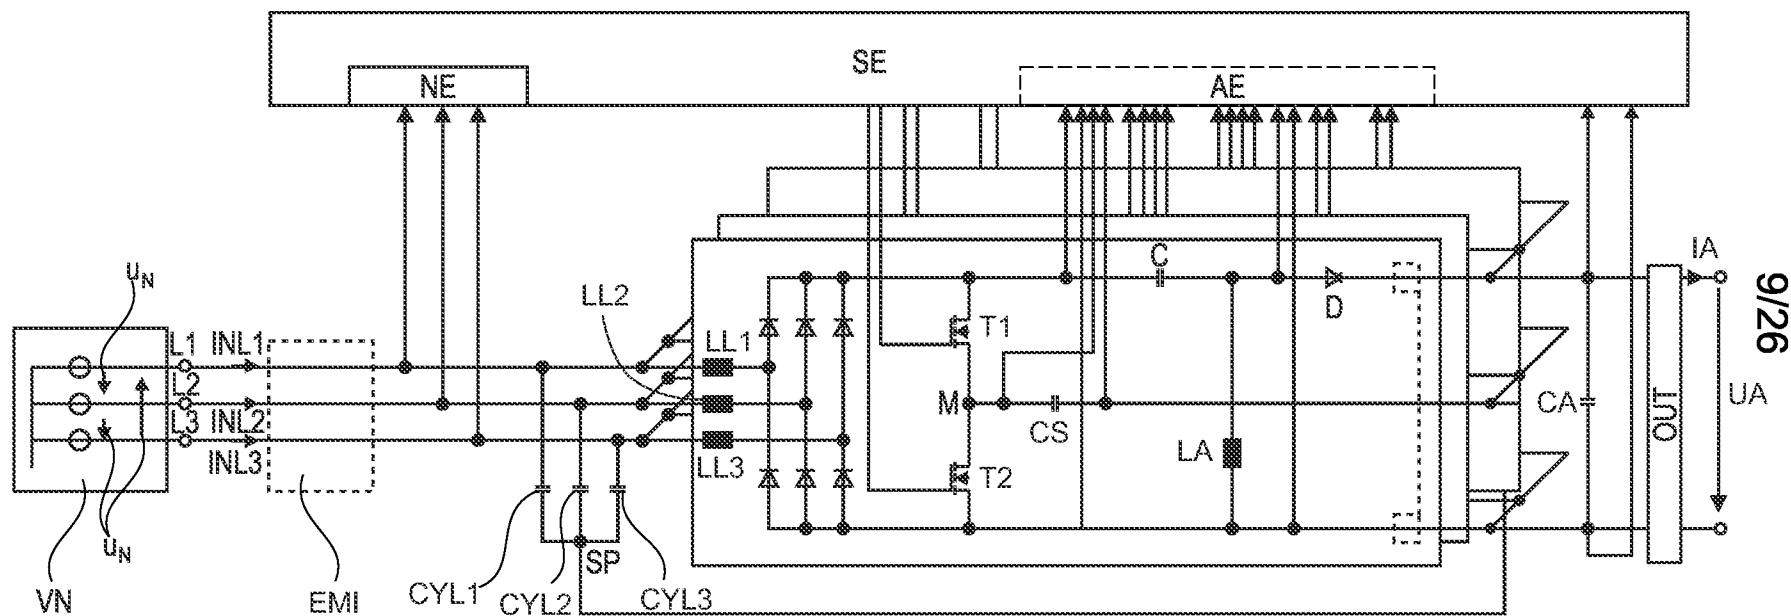 SE
NE
AE
u_N
L1
INL1
L2
L3
INL2
INL3
u_N
VN
EMI
LL2
LL1
LL3
CYL1
CYL2
SP
CYL3
T1
M
CS
T2
C
LA
D
CA
OUT
IA
UA
9/26